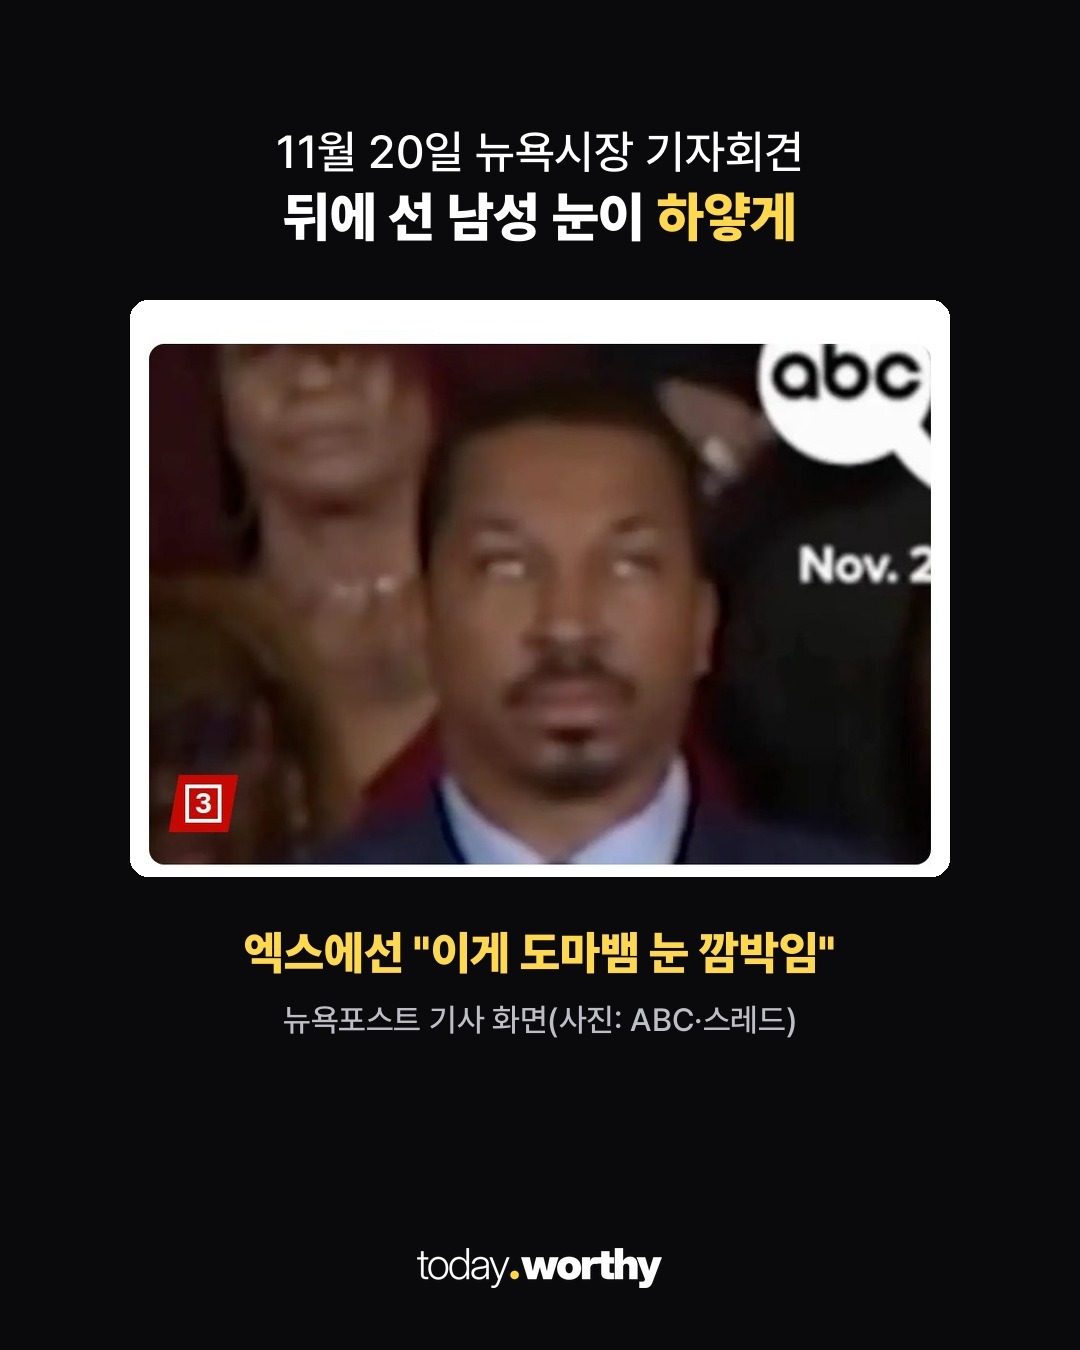 11월 20일 뉴욕시장 기자회견
뒤에 선 남성 눈이 하얗게
abc
Nov. 2
3
엑스에선 "이게 도마뱀 눈 깜박임"
뉴욕포스트 기사 화면(사진: ABC·스레드)
today.worthy